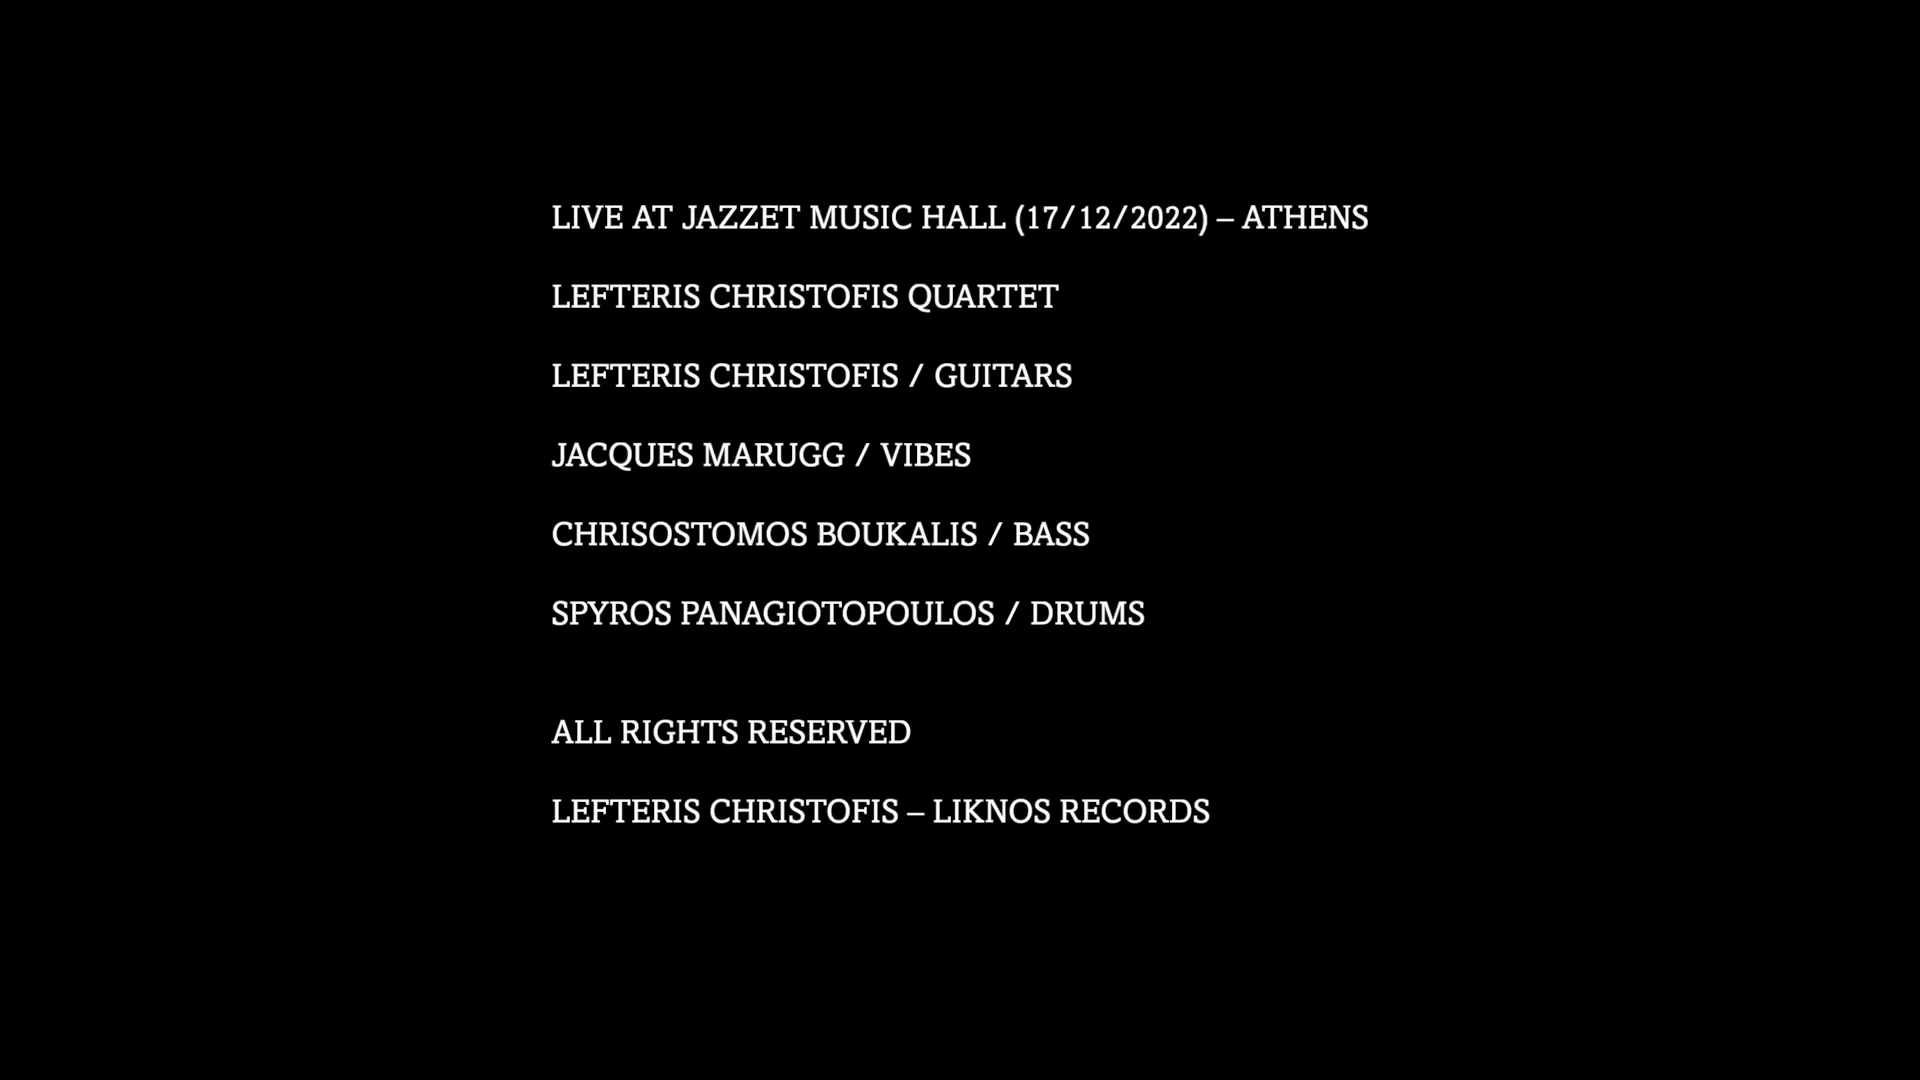 LIVE AT JAZZET MUSIC HALL (17/12/2022) – ATHENS
LEFTERIS CHRISTOFIS QUARTET
LEFTERIS CHRISTOFIS / GUITARS
JACQUES MARUGG / VIBES
CHRISOSTOMOS BOUKALIS / BASS
SPYROS PANAGIOTOPOULOS / DRUMS
ALL RIGHTS RESERVED
LEFTERIS CHRISTOFIS – LIKNOS RECORDS